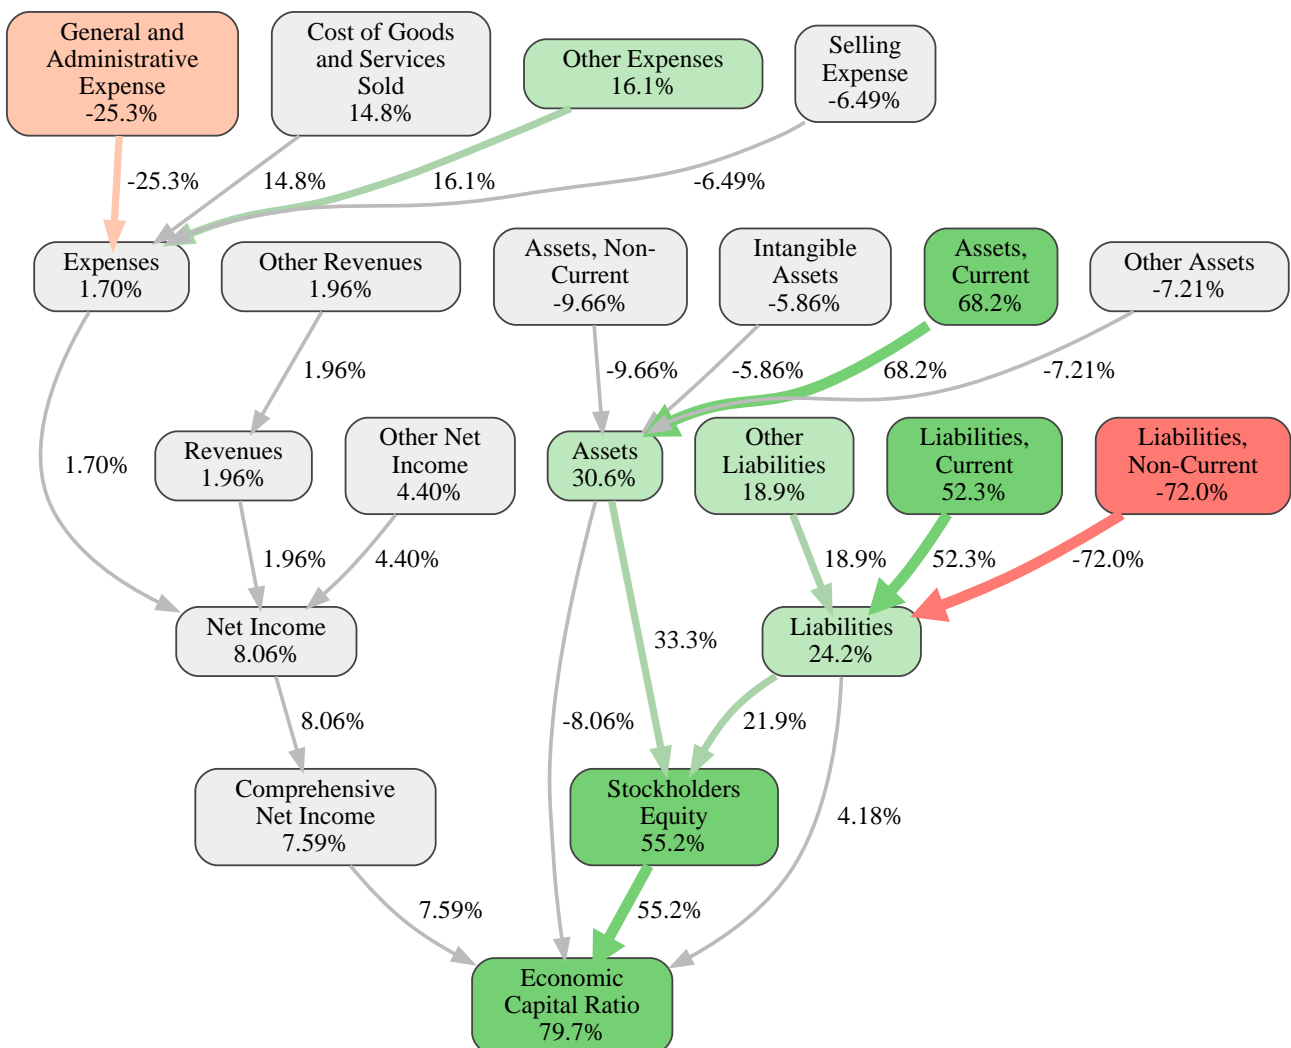 General and
Administrative
Expense
-25.3%
Cost of Goods
and Services
Sold
14.8%
Other Expenses
16.1%
Selling
Expense
-6.49%
-25.3%
14.8%
16.1%
-6.49%
Expenses
1.70%
Other Revenues
1.96%
Assets, Non-
Current
-9.66%
Intangible
Assets
-5.86%
Assets,
Current
68.2%
Other Assets
-7.21%
1.96%
-9.66%
-5.86%
68.2%
-7.21%
1.70%
Revenues
1.96%
Other Net
Income
4.40%
Assets
30.6%
Other
Liabilities
18.9%
Liabilities,
Current
52.3%
Liabilities,
Non-Current
-72.0%
1.96%
4.40%
18.9%
52.3%
-72.0%
Net Income
8.06%
33.3%
Liabilities
24.2%
8.06%
-8.06%
21.9%
Comprehensive
Net Income
7.59%
Stockholders
Equity
55.2%
4.18%
7.59%
55.2%
Economic
Capital Ratio
79.7%